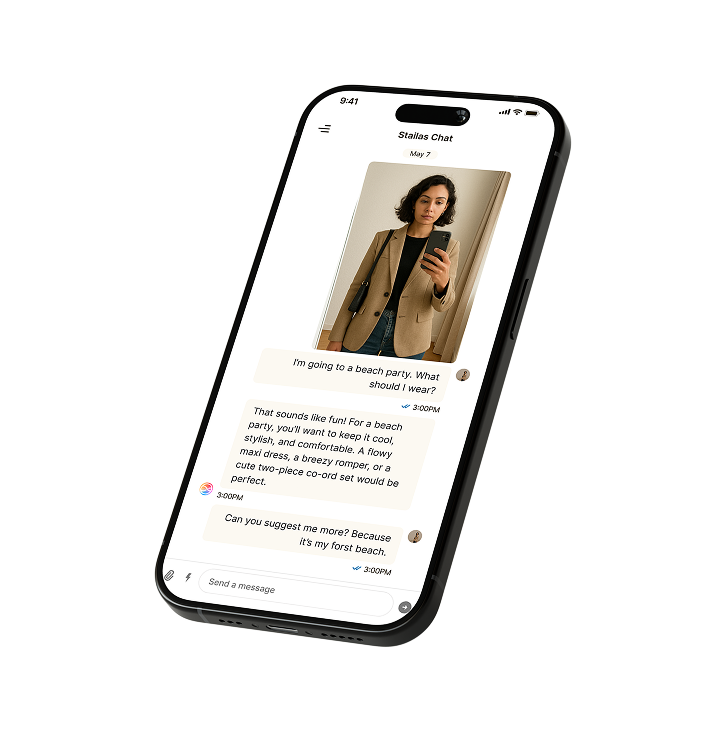 9:41
Stailas Chat
May 7
I'm going to a beach party. What
should I wear?
3:00PM
That sounds like fun! For a beach
party, you'll want to keep it cool,
stylish, and comfortable. A flowy
maxi dress, a breezy romper, or a
cute two-piece co-ord set would be
perfect.
3:00PM
Can you suggest me more? Because
it's my forst beach.
3:00PM
Send a message